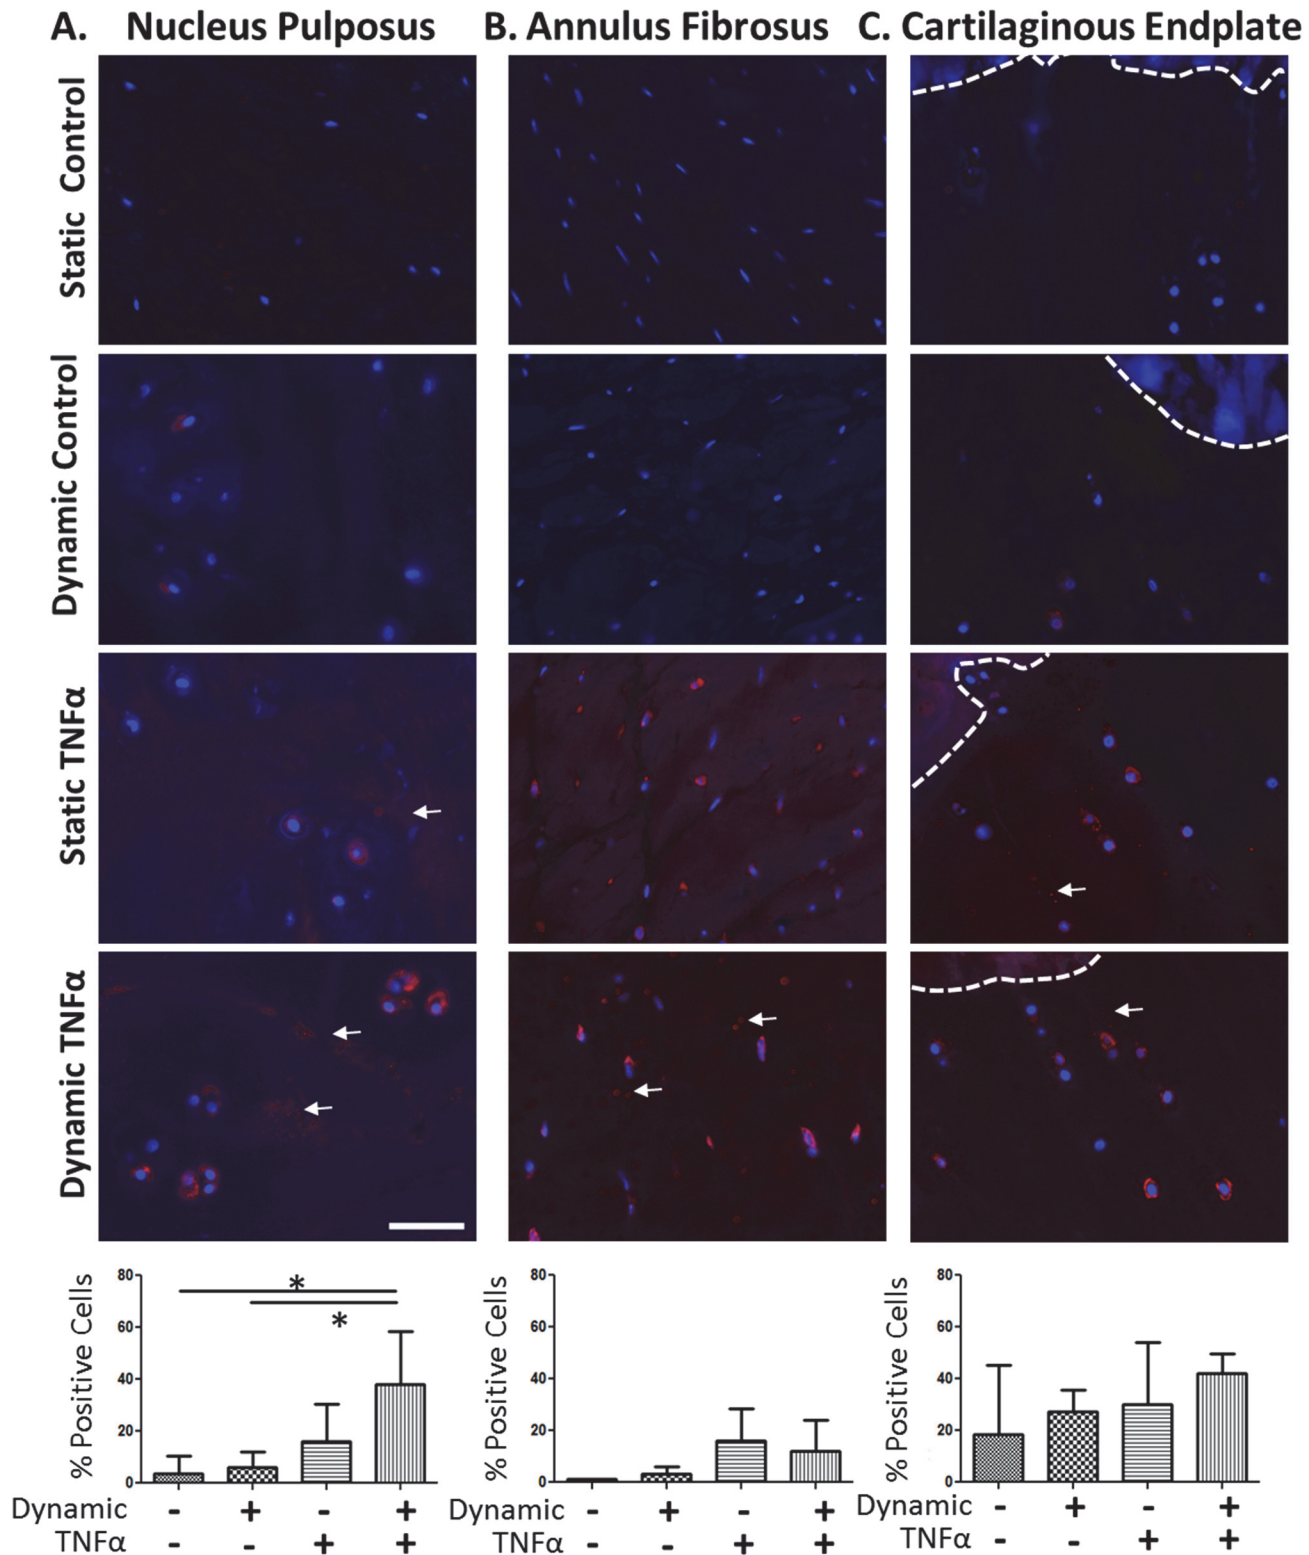 A. Nucleus Pulposus
B. Annulus Fibrosus
C. Cartilaginous Endplate
Static Control
Dynamic Control
Static TNFα
Dynamic TNFα
% Positive Cells
80
60
40
20
0
*
*
Dynamic - + - +
TNFα - - + +
% Positive Cells
80
60
40
20
0
Dynamic - + - +
TNFα - - + +
% Positive Cells
80
60
40
20
0
Dynamic - + - +
TNFα - - + +